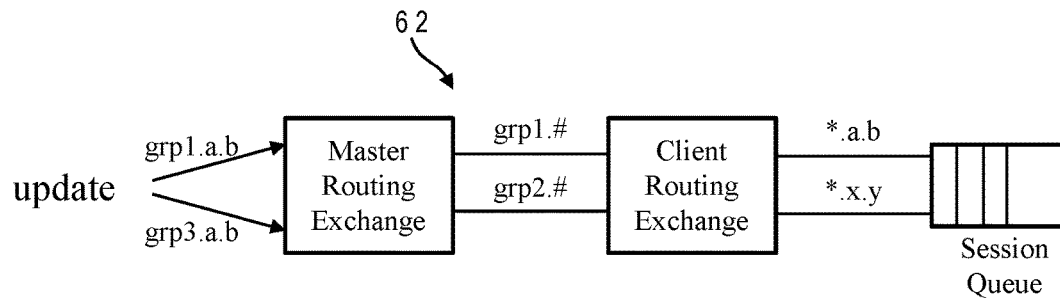 62
grp1.a.b
update
grp3.a.b
Master
Routing
Exchange
grp1.#
grp2.#
Client
Routing
Exchange
*.a.b
*.x.y
Session
Queue